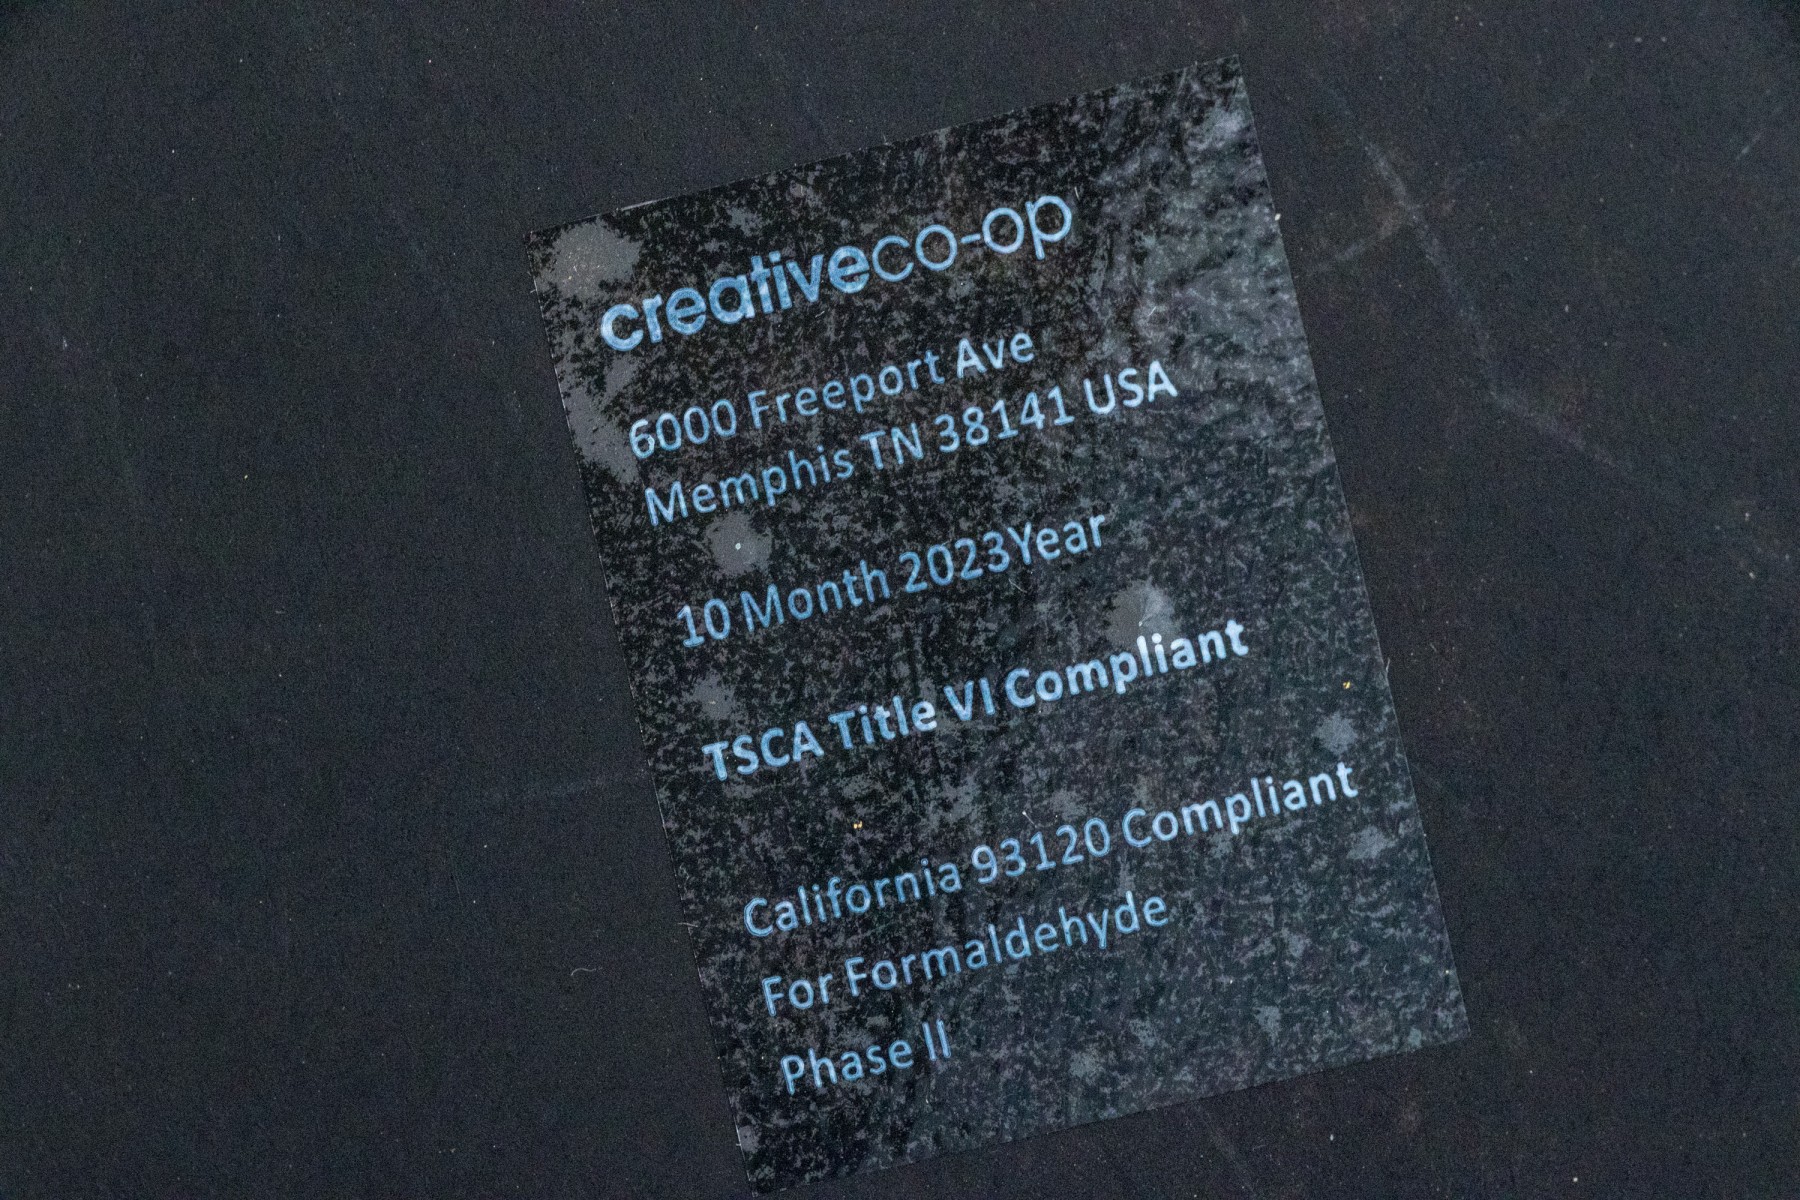 creativeco-op
6000 Freeport Ave
Memphis TN 38141 USA
10 Month 2023Year
TSCA Title VI Compliant
California 93120 Compliant
For Formaldehyde
Phase II